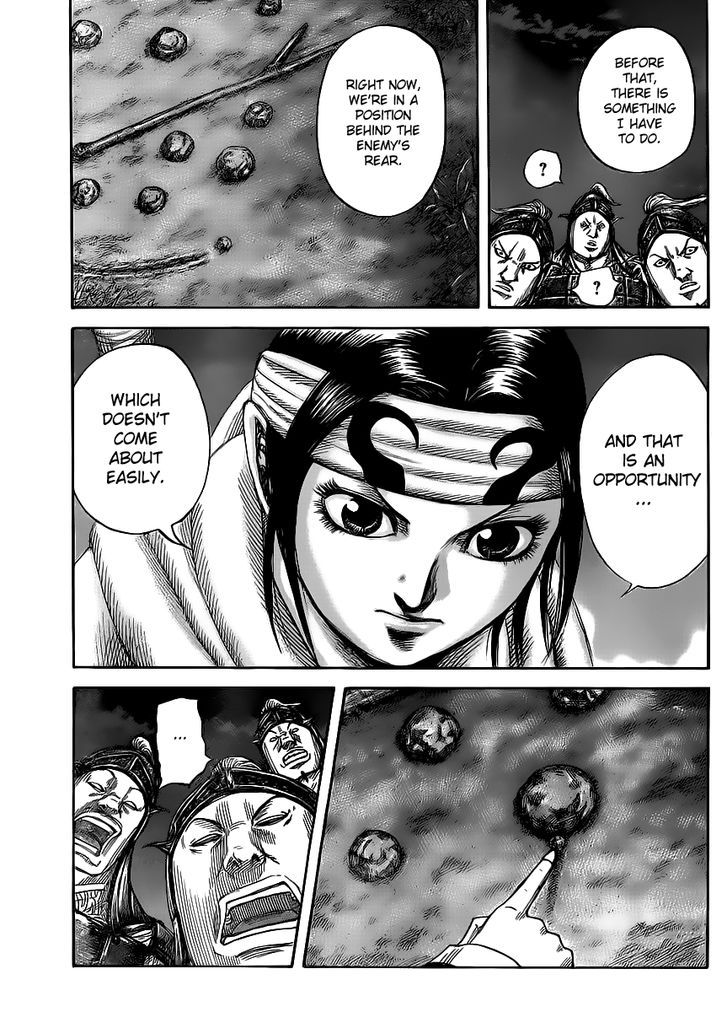 BEFORE
THAT,
THERE IS
SOMETHING
I HAVE
TO DO.
?
?
RIGHT NOW,
WE'RE IN A
POSITION
BEHIND THE
ENEMY'S
REAR.
AND THAT
IS AN
OPPORTUNITY
...
WHICH
DOESN'T
COME
ABOUT
EASILY.
...